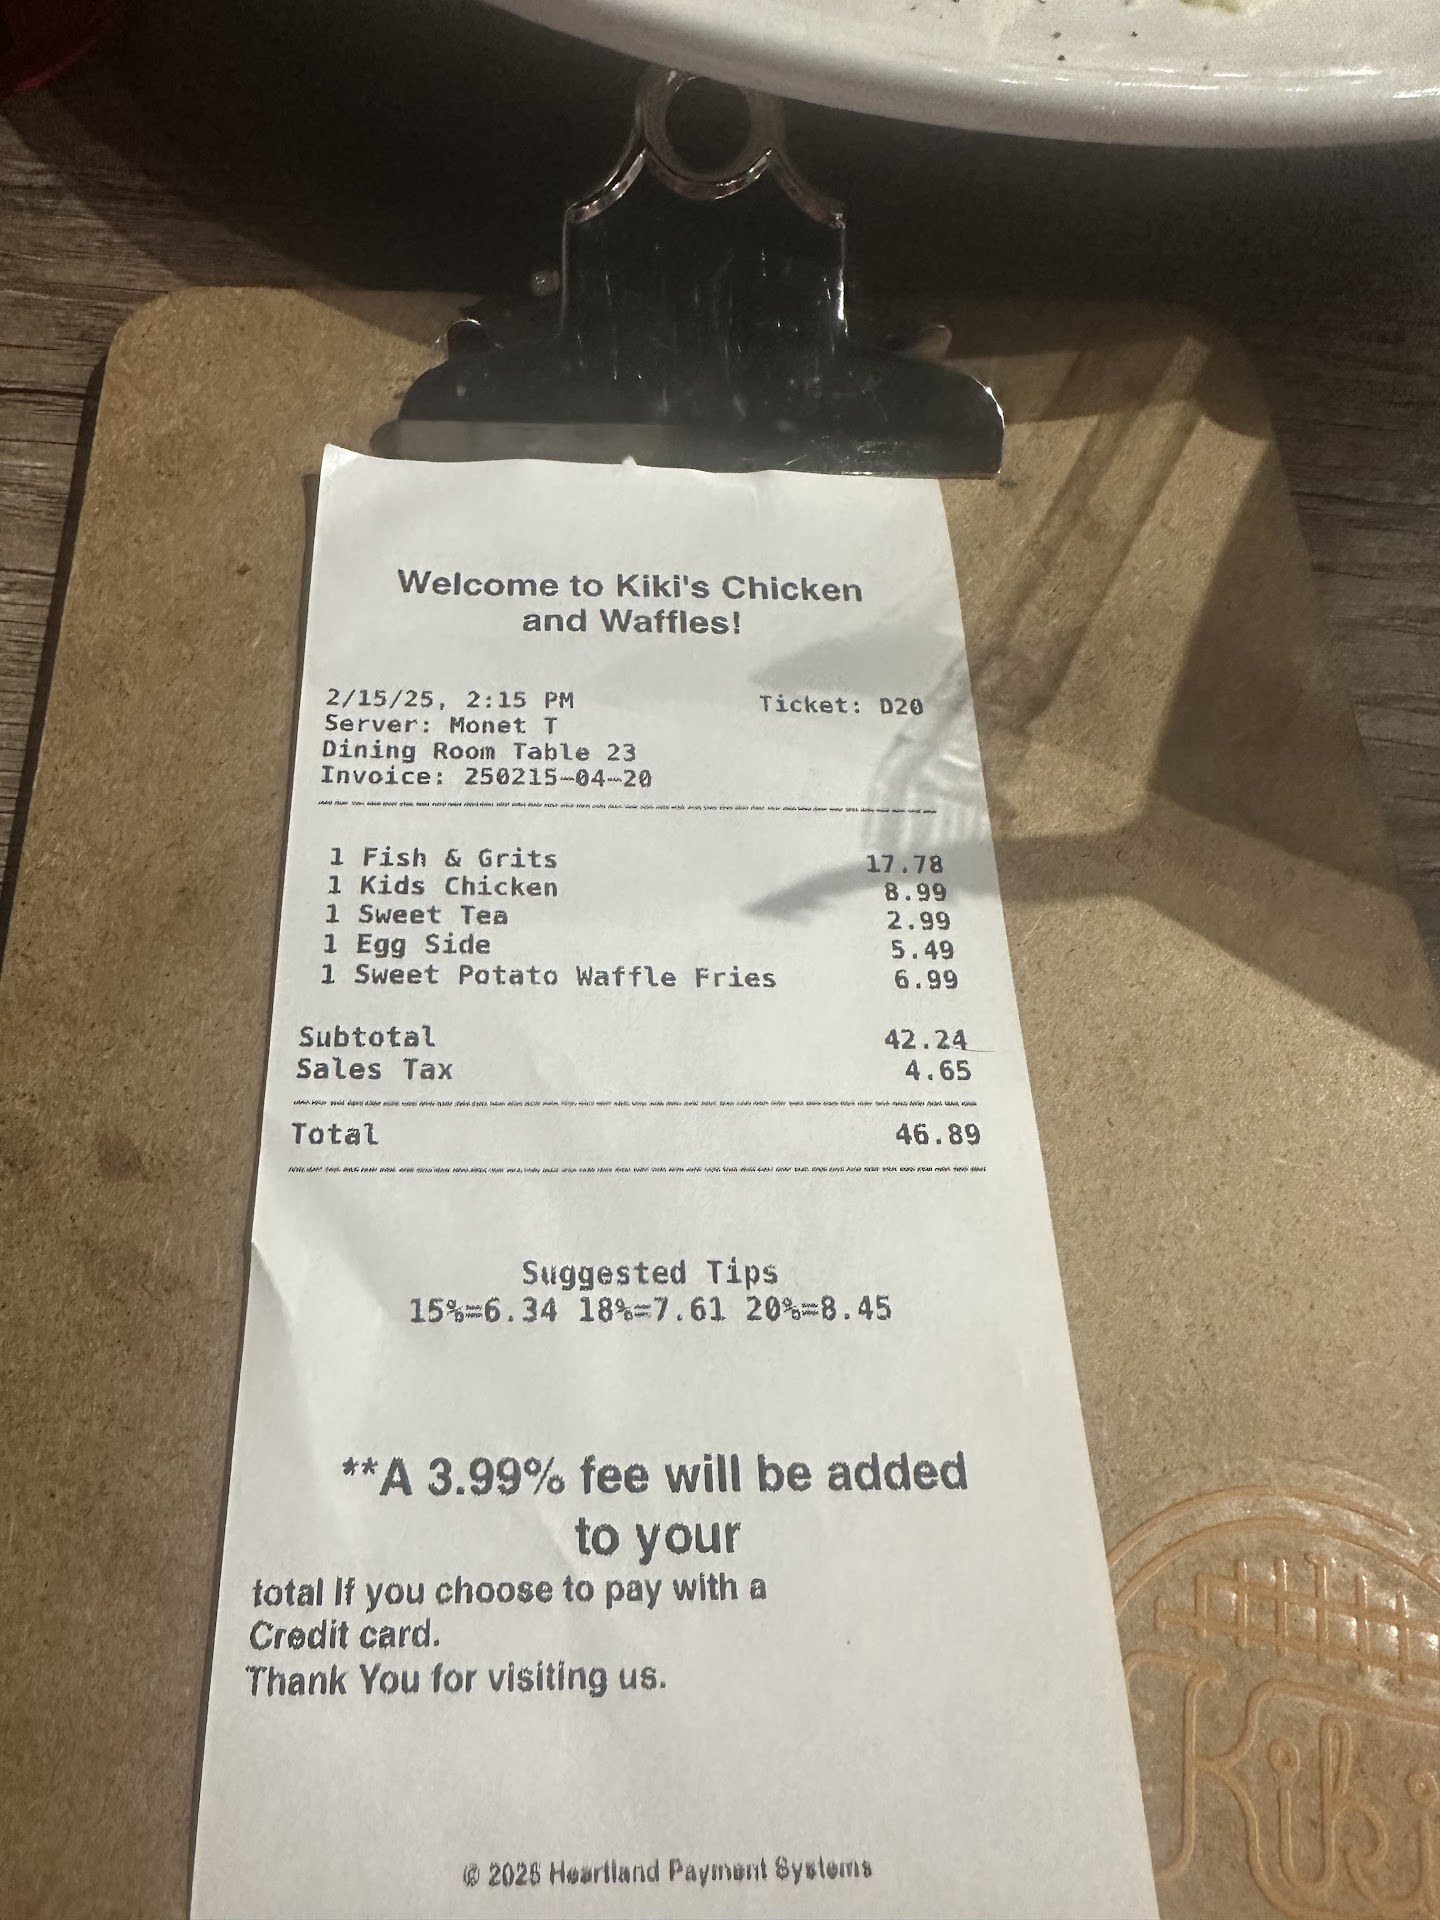 Welcome to Kiki's Chicken
and Waffles!
2/15/25, 2:15 PM Ticket: D20
Server: Monet T
Dining Room Table 23
Invoice: 250215-04-20
1 Fish & Grits 17.78
1 Kids Chicken 8.99
1 Sweet Tea 2.99
1 Egg Side 5.49
1 Sweet Potato Waffle Fries 6.99
Subtotal 42.24
Sales Tax 4.65
Total 46.89
Suggested Tips
15%=6.34 18%=7.61 20%=8.45
**A 3.99% fee will be added
to your
total If you choose to pay with a
Credit card.
Thank You for visiting us.
© 2025 Heartland Payment Systems
Kiki